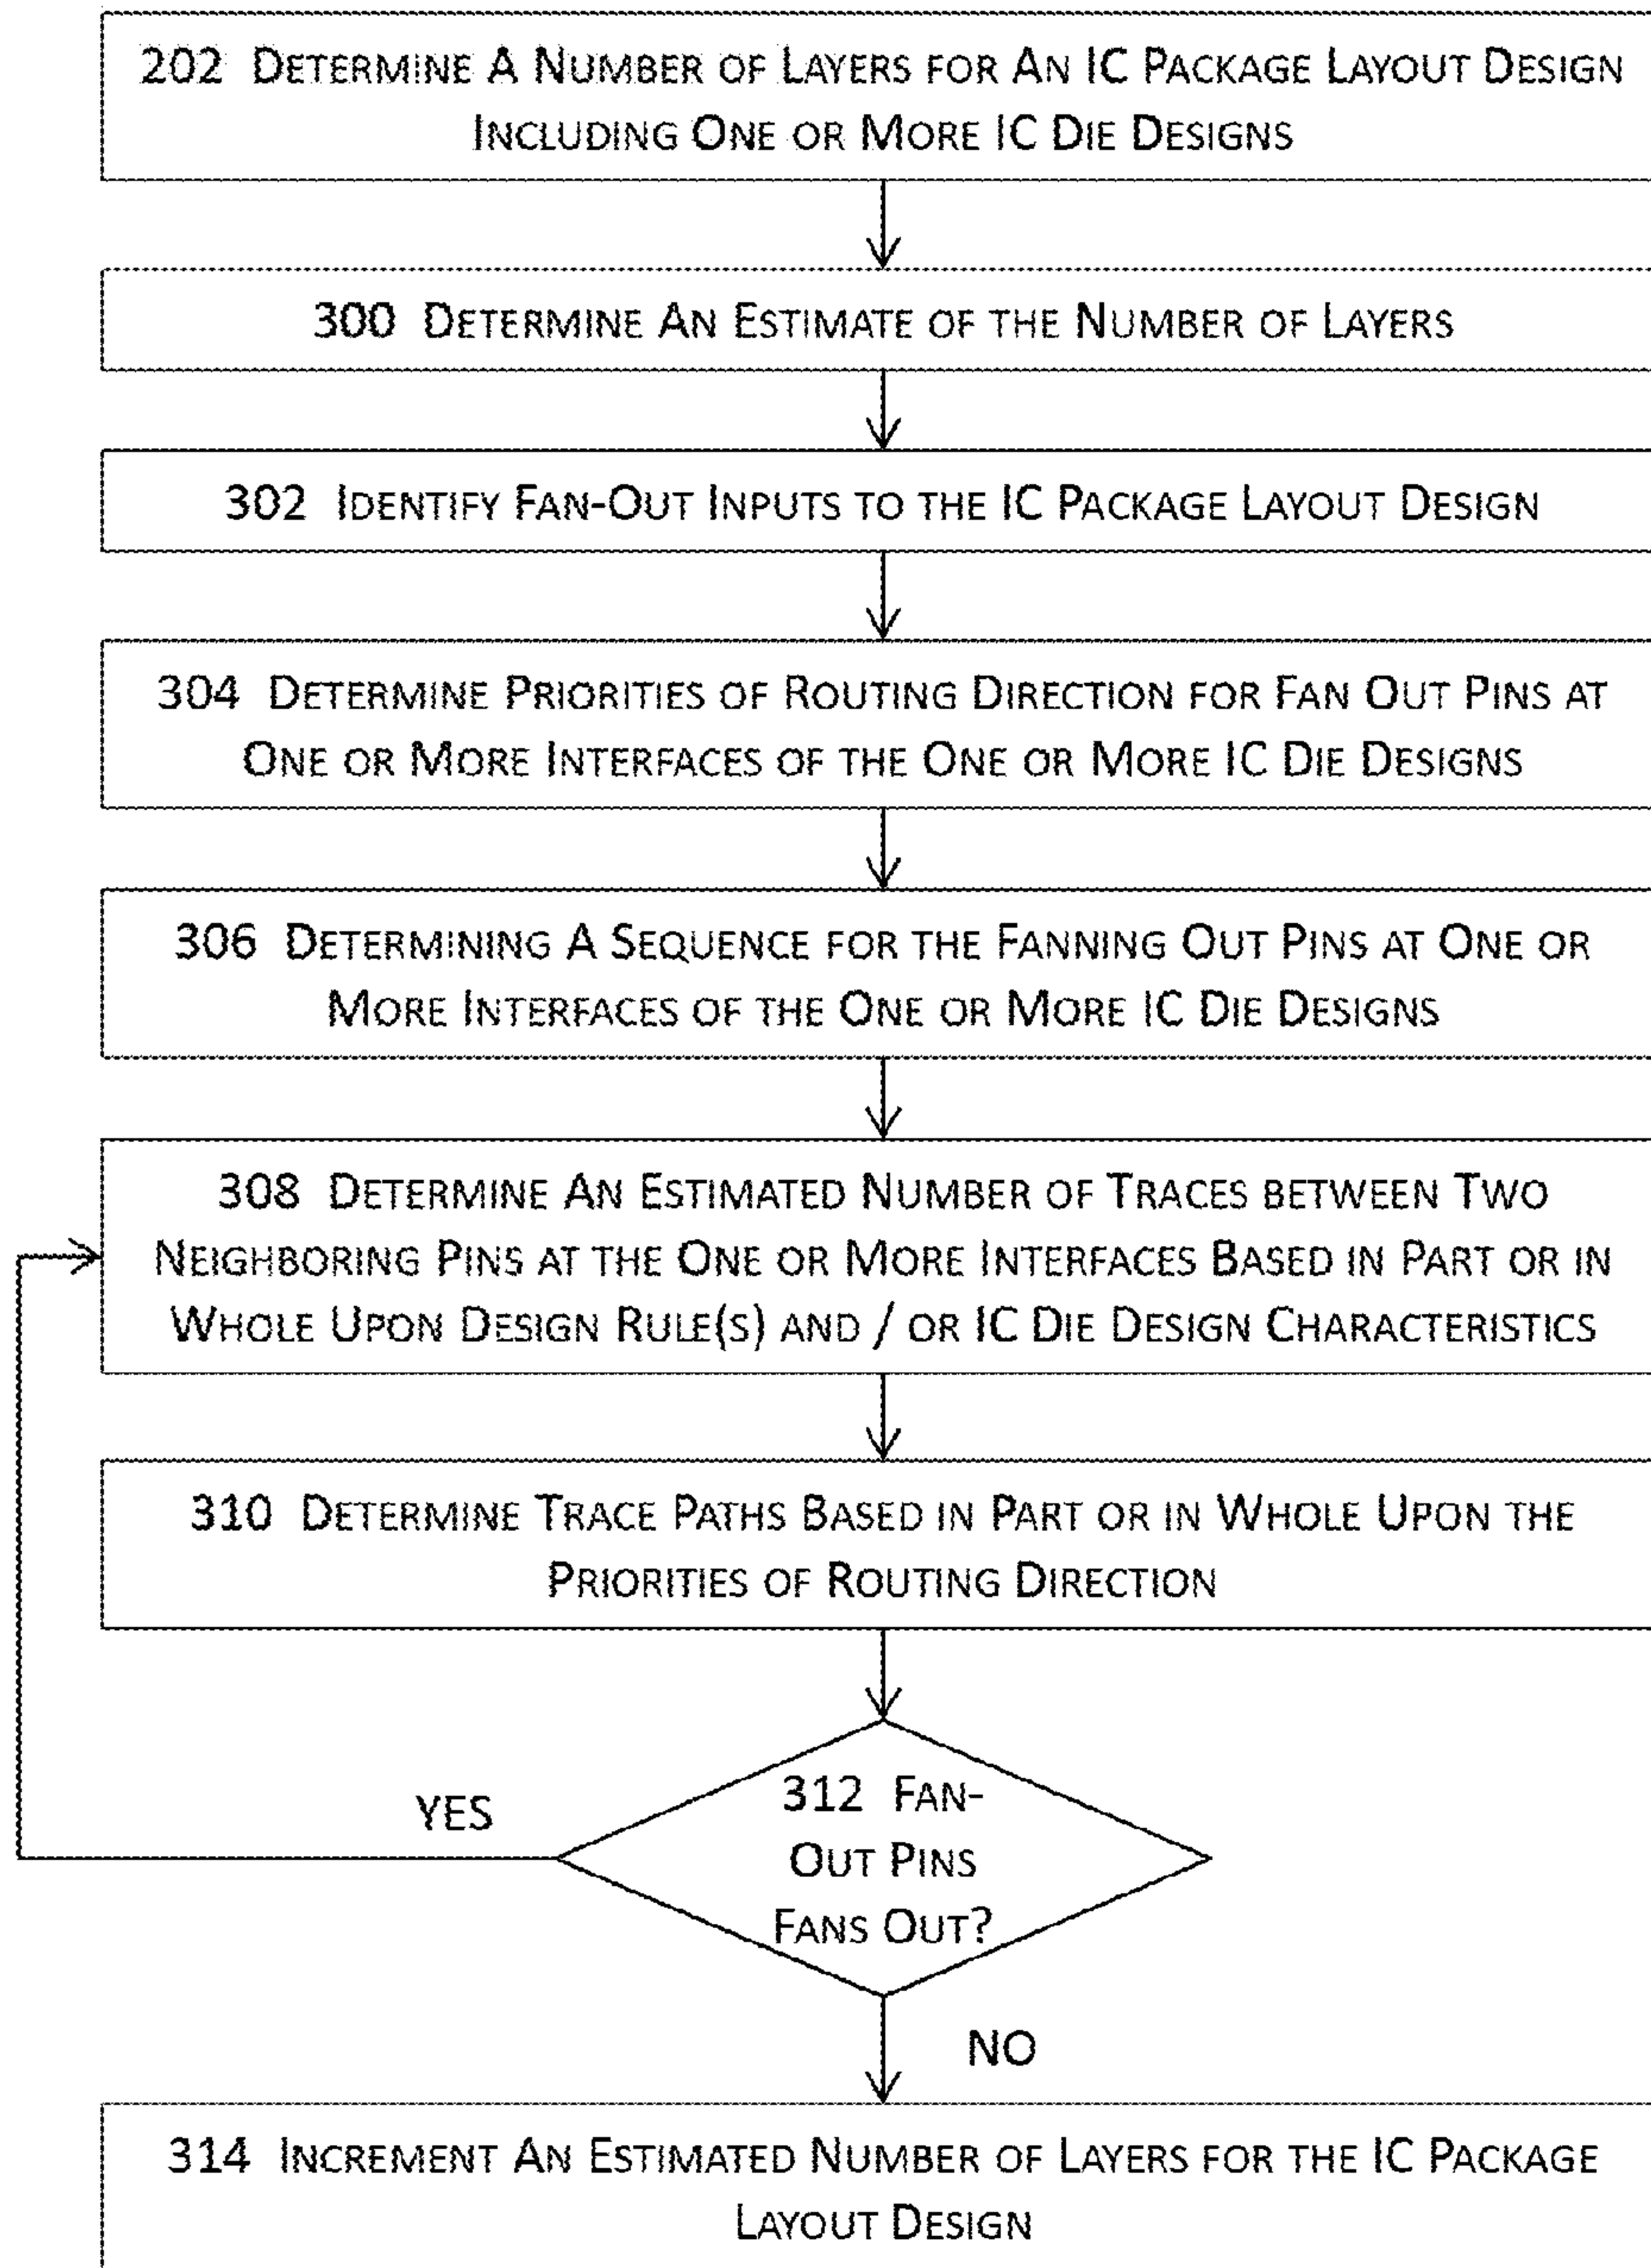 202 Determine A Number of Layers for An IC Package Layout Design
Including One or More IC Die Designs
300 Determine An Estimate of the Number of Layers
302 Identify Fan-Out Inputs to the IC Package Layout Design
304 Determine Priorities of Routing Direction for Fan Out Pins at
One or More Interfaces of the One or More IC Die Designs
306 Determining A Sequence for the Fanning Out Pins at One or
More Interfaces of the One or More IC Die Designs
308 Determine An Estimated Number of Traces between Two
Neighboring Pins at the One or More Interfaces Based in Part or in
Whole Upon Design Rule(s) and / or IC Die Design Characteristics
310 Determine Trace Paths Based in Part or in Whole Upon the
Priorities of Routing Direction
312 Fan-
Out Pins
Fans Out?
YES
NO
314 Increment An Estimated Number of Layers for the IC Package
Layout Design